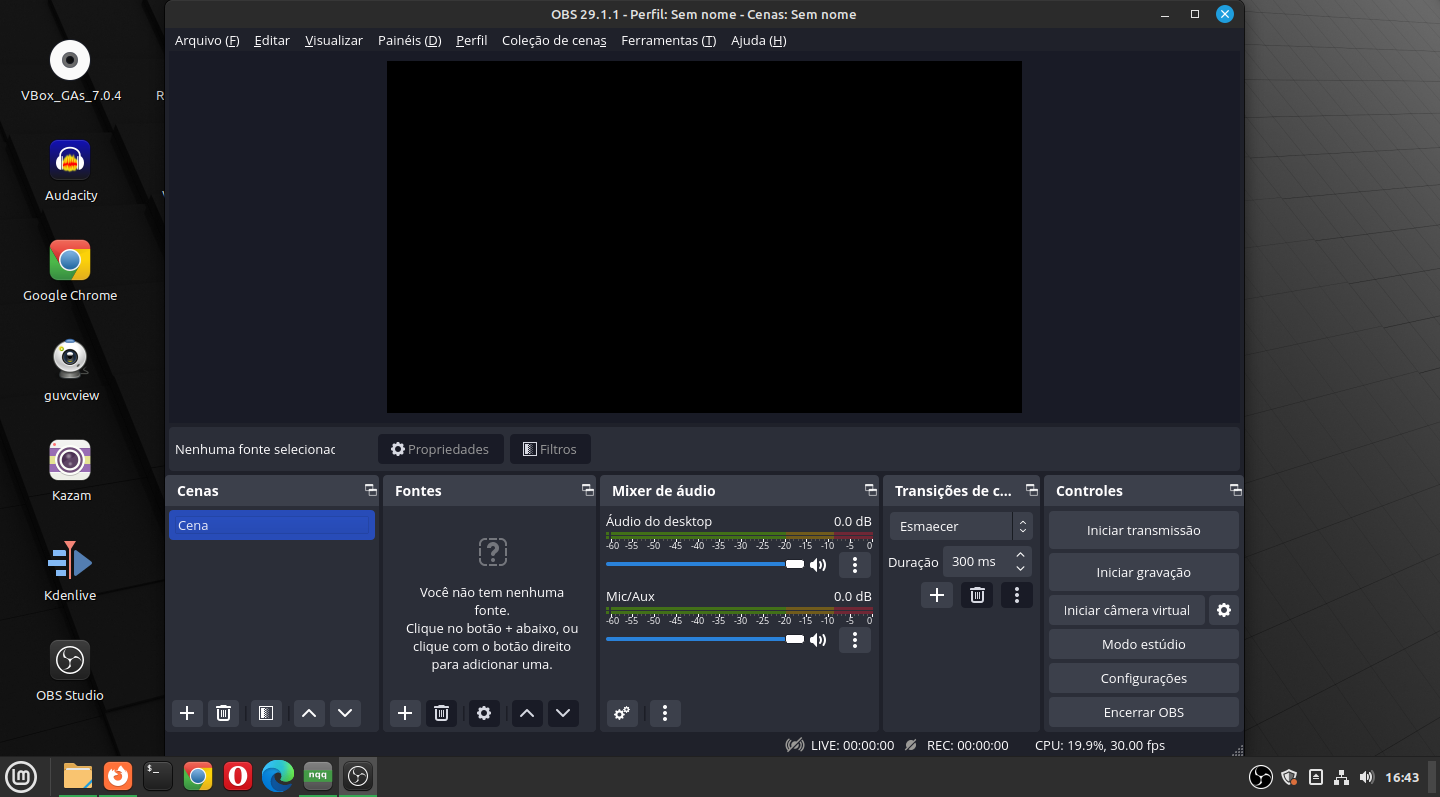 OBS 29.1.1 - Perfil: Sem nome - Cenas: Sem nome
Arquivo (F) Editar Visualizar Painéis (D) Perfil Coleção de cenas Ferramentas (T) Ajuda (H)
VBox_GAs_7.0.4
R
Audacity
Google Chrome
guvcview
Kazam
Kdenlive
OBS Studio
Nenhuma fonte selecionac
Propriedades
Filtros
Cenas
Cena
Fontes
Você não tem nenhuma
fonte.
Clique no botão + abaixo, ou
clique com o botão direito
para adicionar uma.
Mixer de áudio
Áudio do desktop 0.0 dB
-60 -55 -50 -45 -40 -35 -30 -25 -20 -15 -10 -5 0
Mic/Aux 0.0 dB
-60 -55 -50 -45 -40 -35 -30 -25 -20 -15 -10 -5 0
Transições de c...
Esmaecer
Duração 300 ms
Controles
Iniciar transmissão
Iniciar gravação
Iniciar câmera virtual
Modo estúdio
Configurações
Encerrar OBS
LIVE: 00:00:00 REC: 00:00:00 CPU: 19.9%, 30.00 fps
nqq
16:43